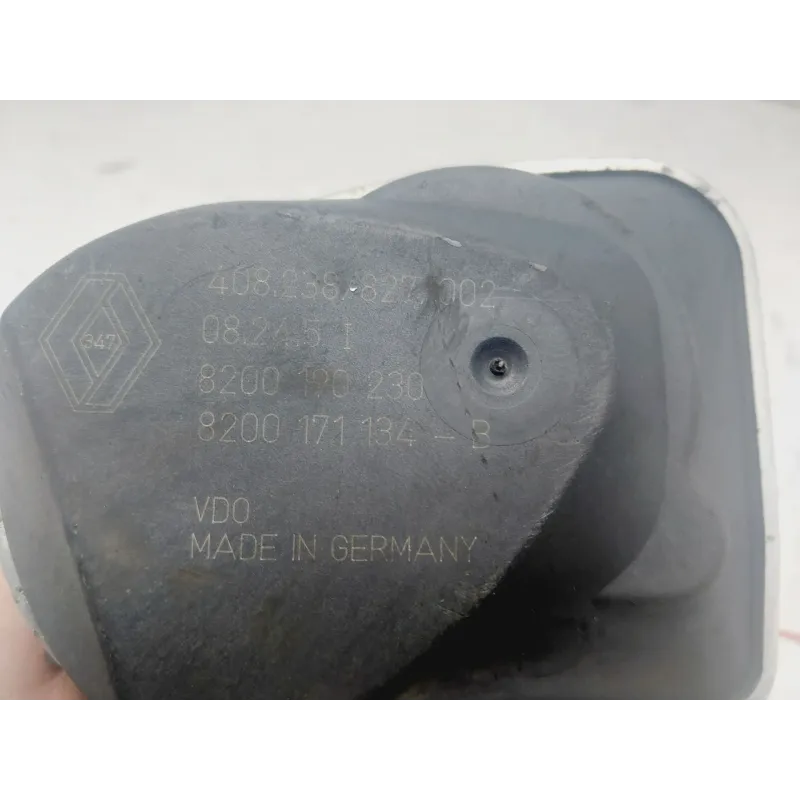 347
408.238/827/002
08.24.5 I
8200 190 230
8200 171 134 - B
VDO
MADE IN GERMANY